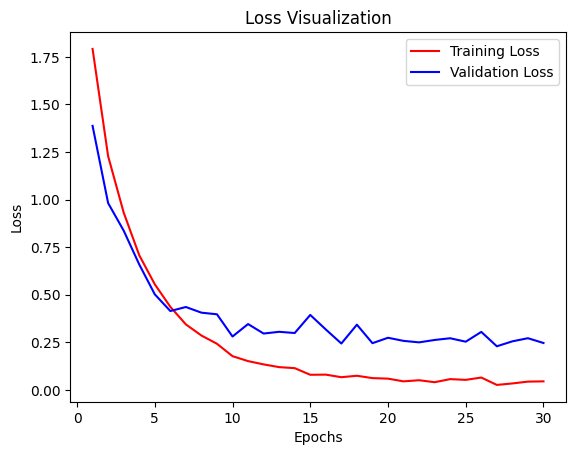 Loss Visualization
Training Loss
Validation Loss
1.75
1.50
1.25
1.00
0.75
0.50
0.25
0.00
Loss
0 5 10 15 20 25 30
Epochs